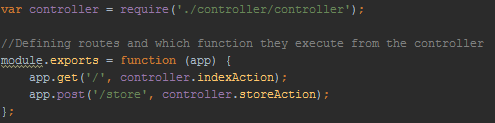 var controller = require('./controller/controller');
//Defining routes and which function they execute from the controller
module.exports = function (app) {
app.get('/', controller.indexAction);
app.post('/store', controller.storeAction);
};